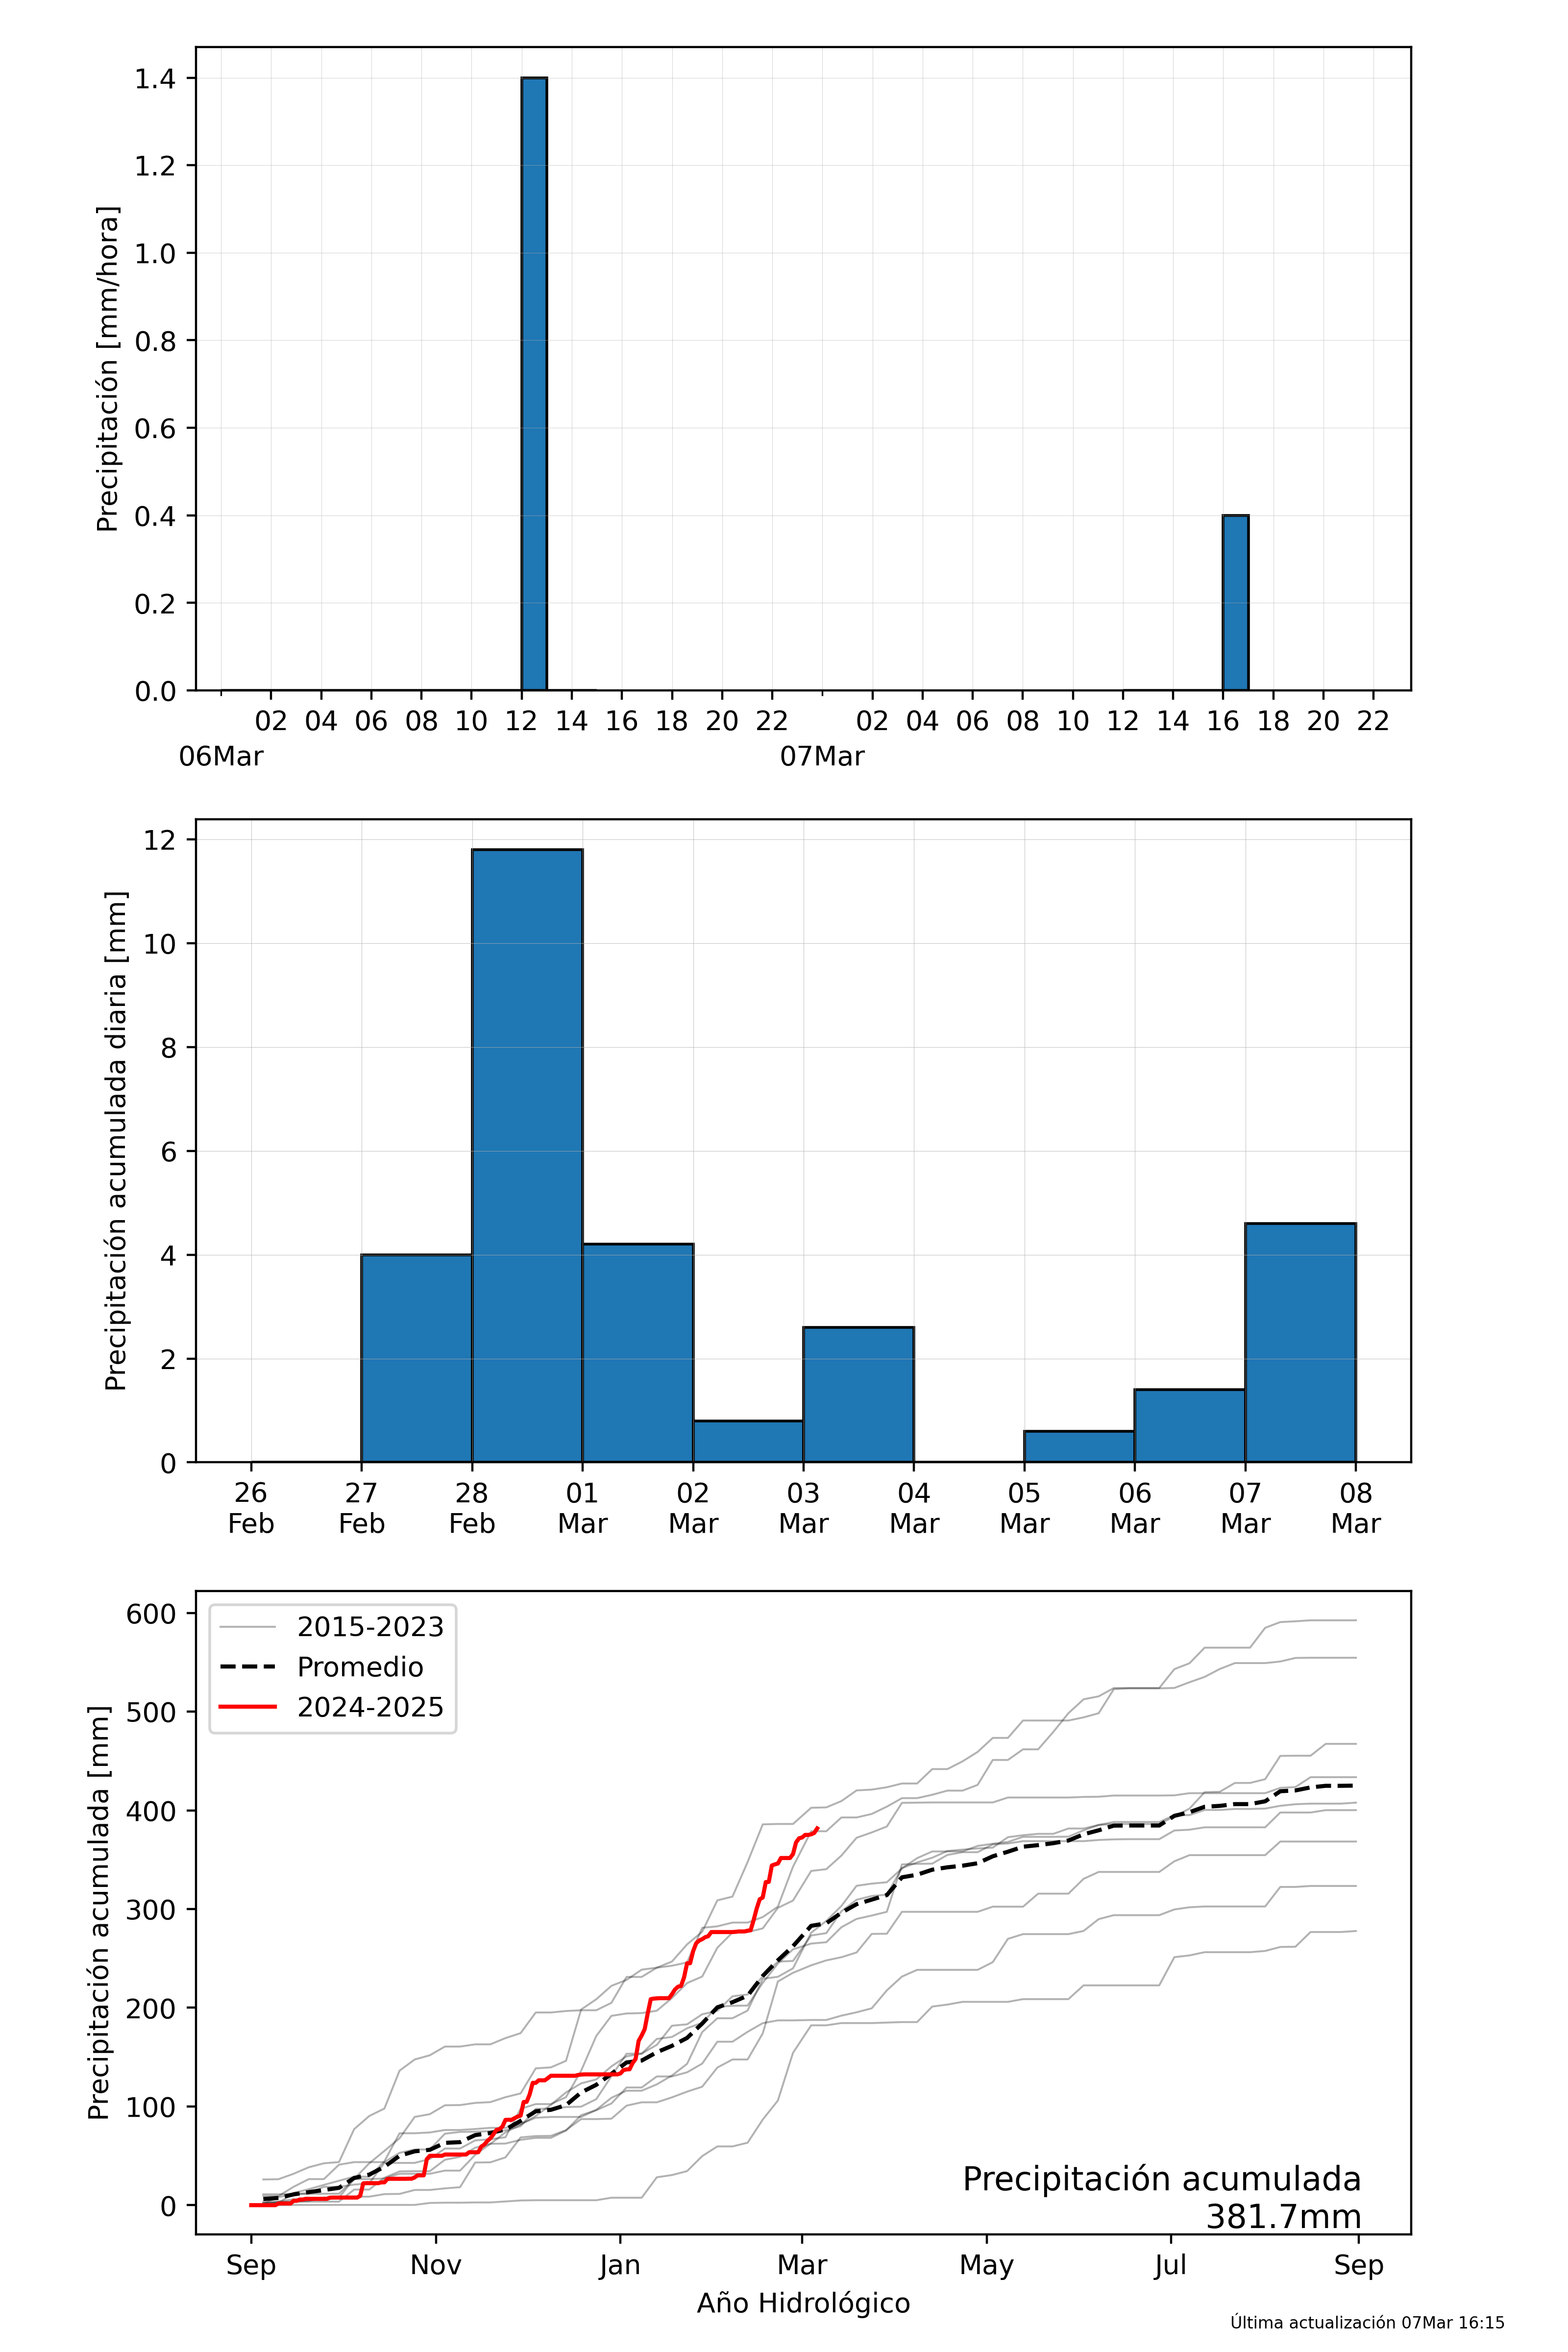 1.4
1.2
1.0
0.8
0.6
0.4
0.2
0.0
Precipitación [mm/hora]
02 04 06 08 10 12 14 16 18 20 22 02 04 06 08 10 12 14 16 18 20 22
06Mar 07Mar
12
10
8
6
4
2
0
Precipitación acumulada diaria [mm]
26 27 28 01 02 03 04 05 06 07 08
Feb Feb Feb Mar Mar Mar Mar Mar Mar Mar Mar
600
500
400
300
200
100
0
Precipitación acumulada [mm]
2015-2023
Promedio
2024-2025
Precipitación acumulada
381.7mm
Sep Nov Jan Mar May Jul Sep
Año Hidrológico
Última actualización 07Mar 16:15